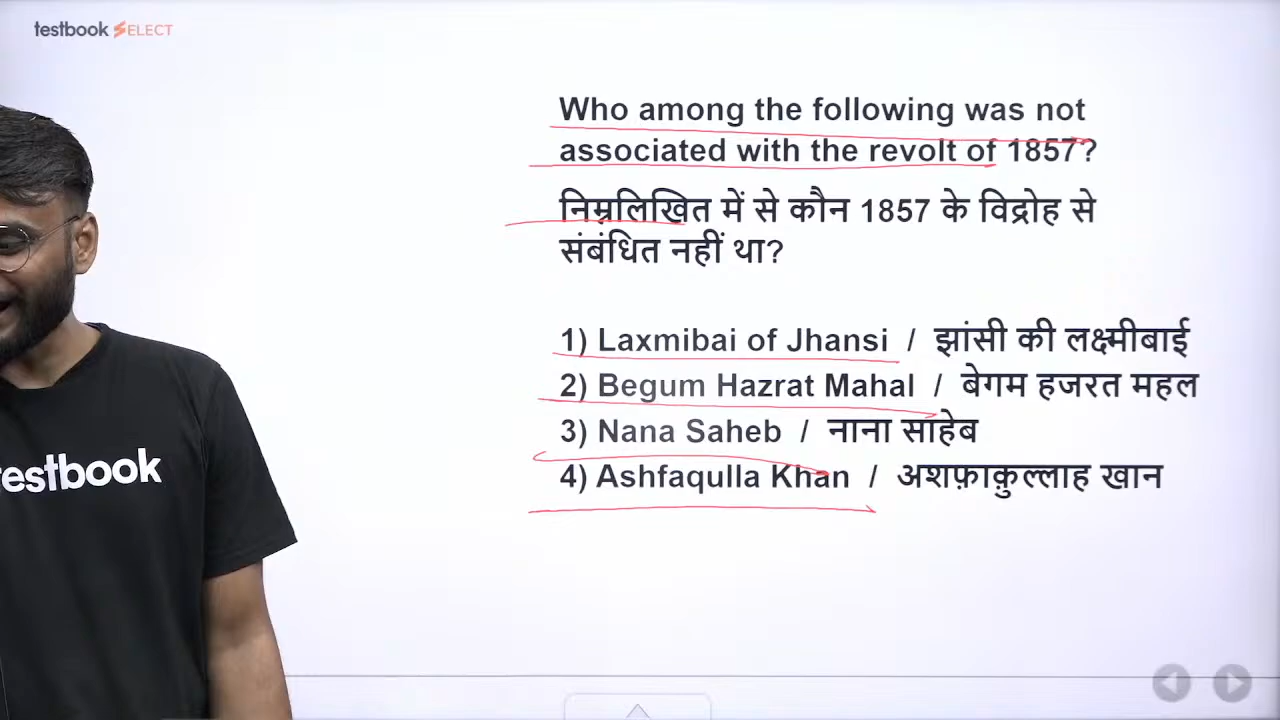 testbook SELECT
Who among the following was not
associated with the revolt of 1857?
निम्नलिखित में से कौन 1857 के विद्रोह से
संबंधित नहीं था?
1) Laxmibai of Jhansi / झांसी की लक्ष्मीबाई
2) Begum Hazrat Mahal / बेगम हजरत महल
3) Nana Saheb / नाना साहेब
4) Ashfaqulla Khan / अशफ़ाक़ुल्लाह खान
testbook